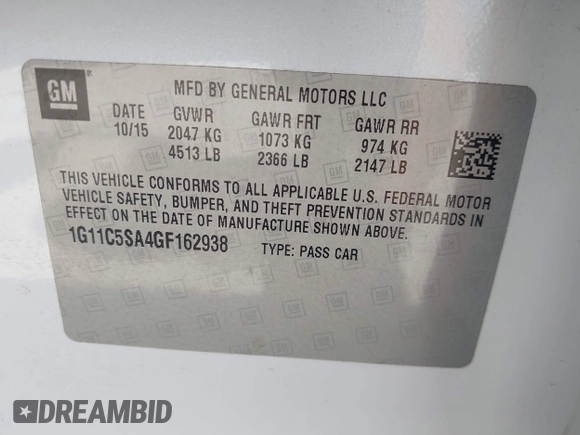 GM
MFD BY GENERAL MOTORS LLC
DATE GVWR GAWR FRT GAWR RR
10/15 2047 KG 1073 KG 974 KG
4513 LB 2366 LB 2147 LB
THIS VEHICLE CONFORMS TO ALL APPLICABLE U.S. FEDERAL MOTOR
VEHICLE SAFETY, BUMPER, AND THEFT PREVENTION STANDARDS IN
EFFECT ON THE DATE OF MANUFACTURE SHOWN ABOVE.
1G11C5SA4GF162938 TYPE: PASS CAR
DREAMBID